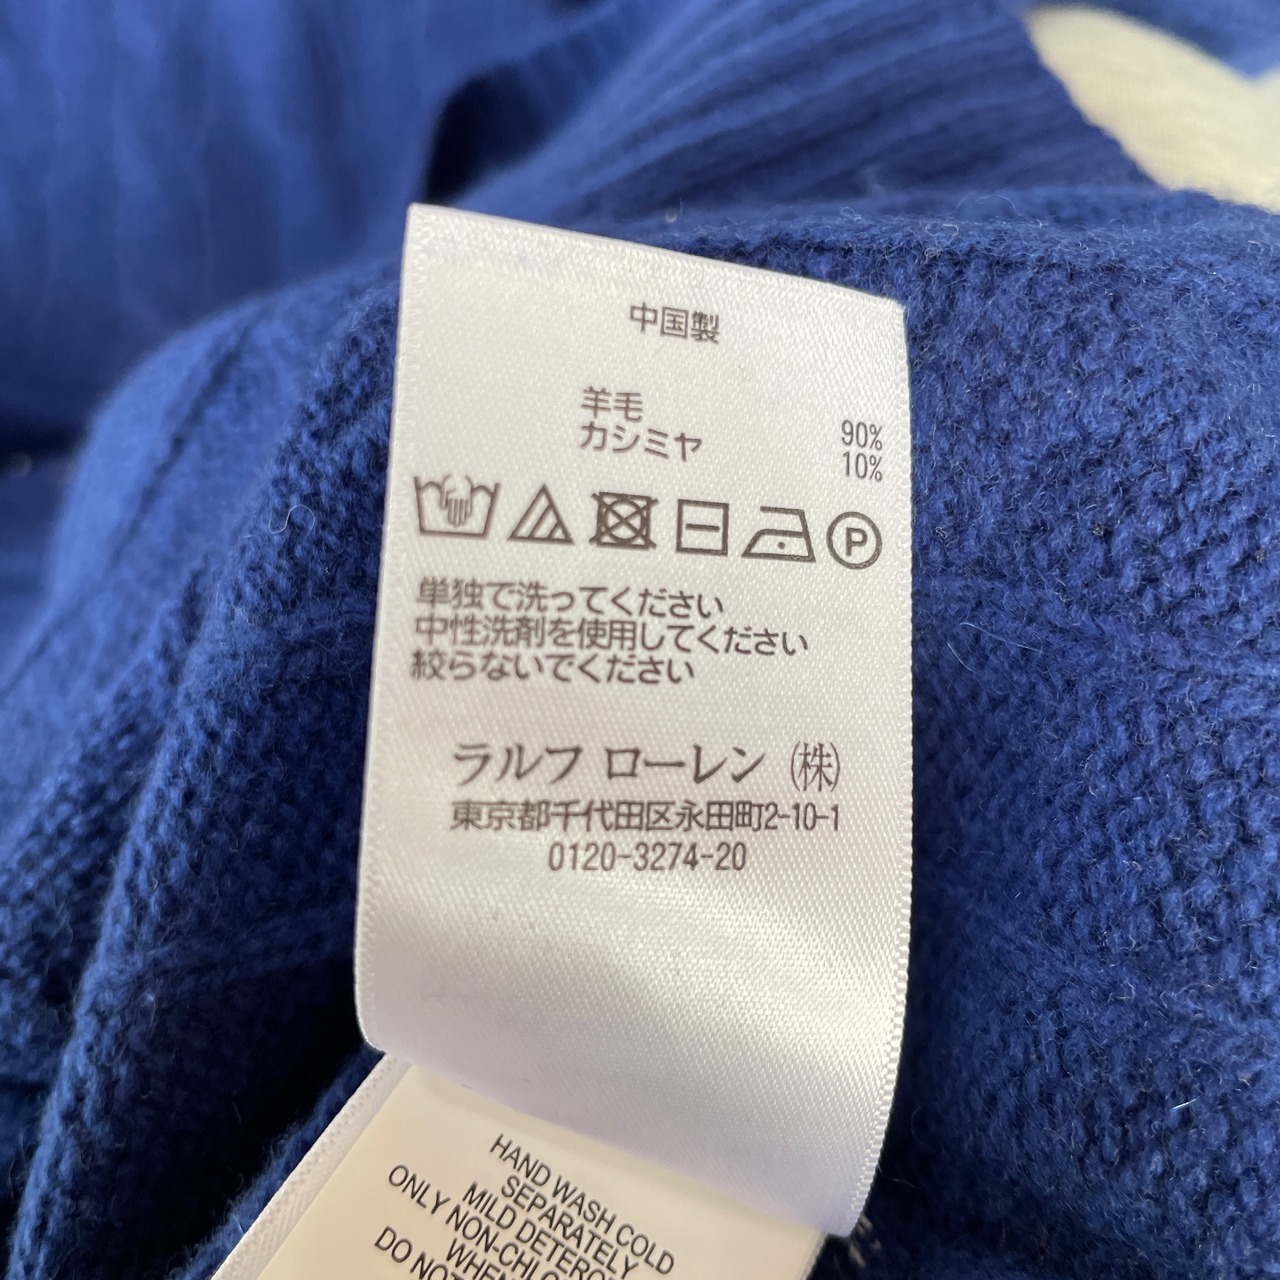 中国製
羊毛 90%
カシミヤ 10%
P
単独で洗ってください
中性洗剤を使用してください
絞らないでください
ラルフ ローレン (株)
東京都千代田区永田町2-10-1
0120-3274-20
HAND WASH COLD
SEPARATELY
MILD
ONLY
WHEN
DO NOT